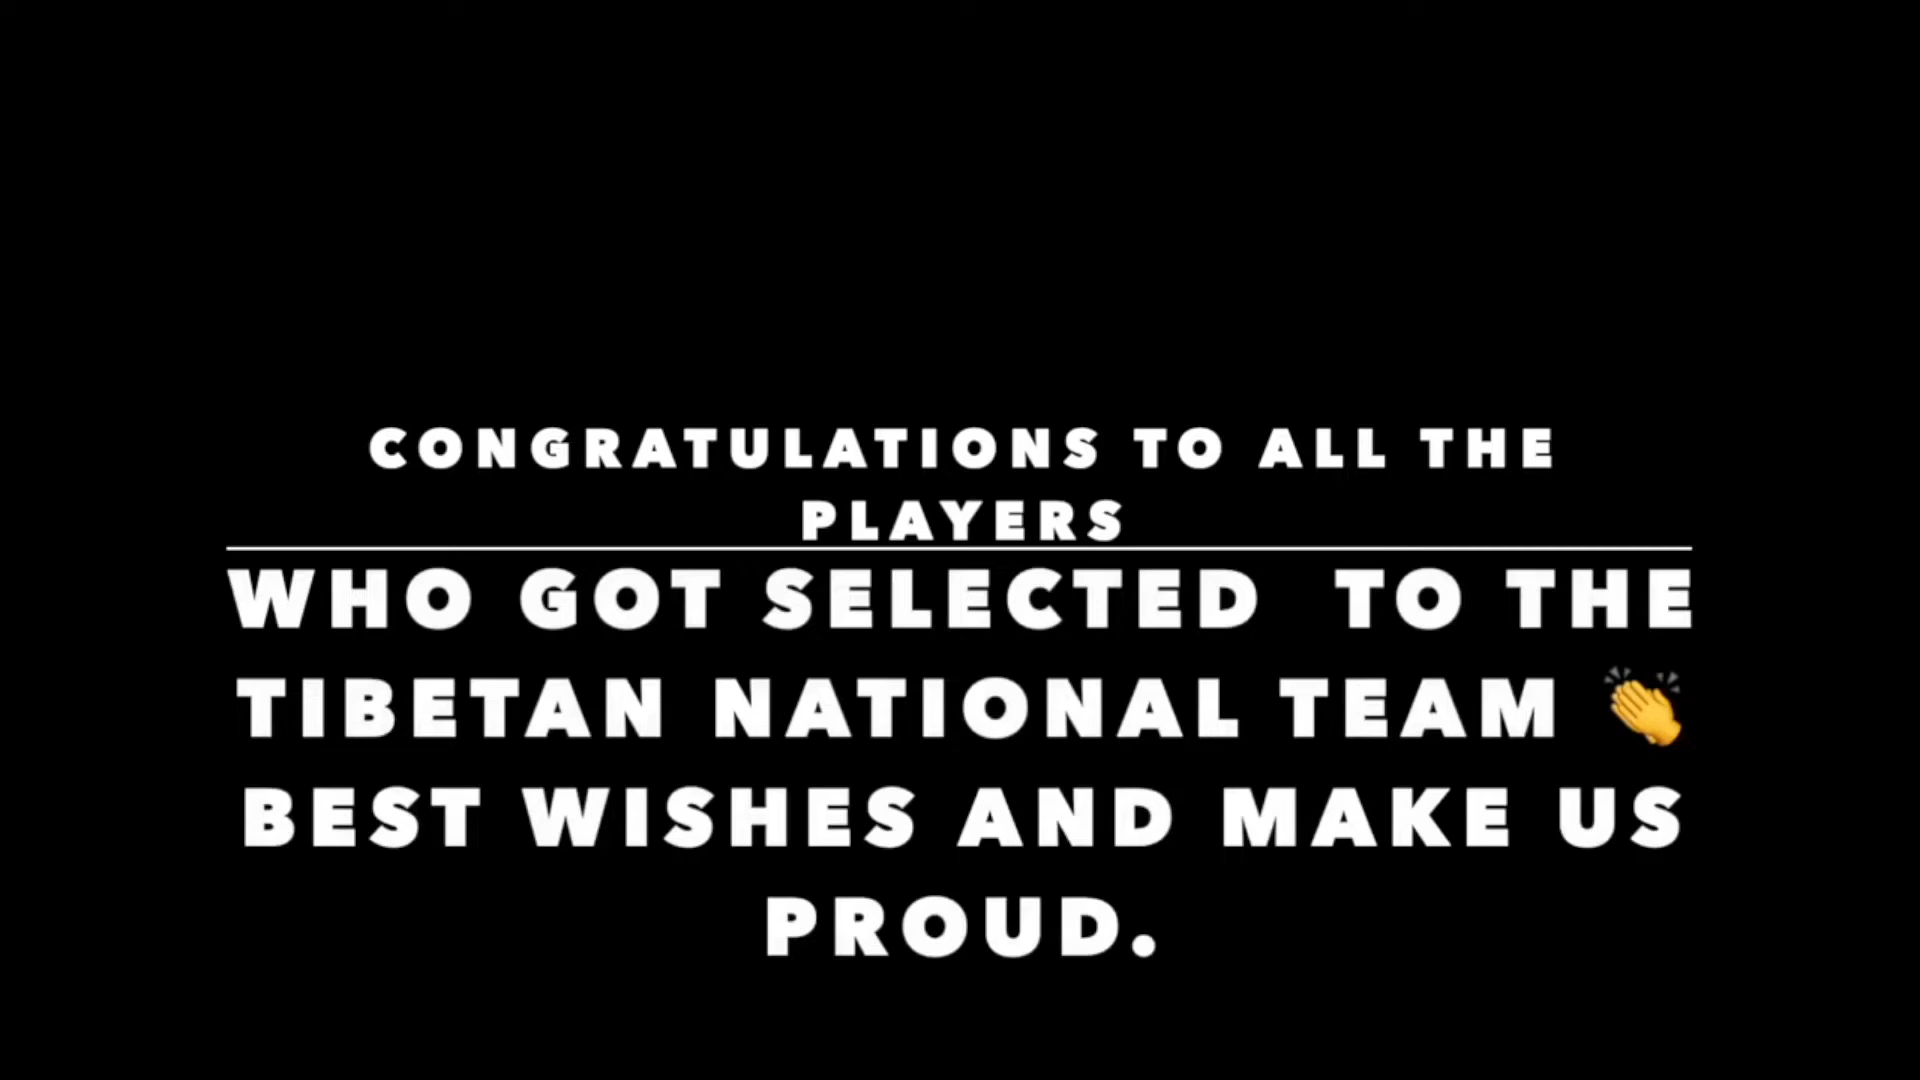 CONGRATULATIONS TO ALL THE
PLAYERS
WHO GOT SELECTED  TO THE
TIBETAN NATIONAL TEAM 👏
BEST WISHES AND MAKE US
PROUD.